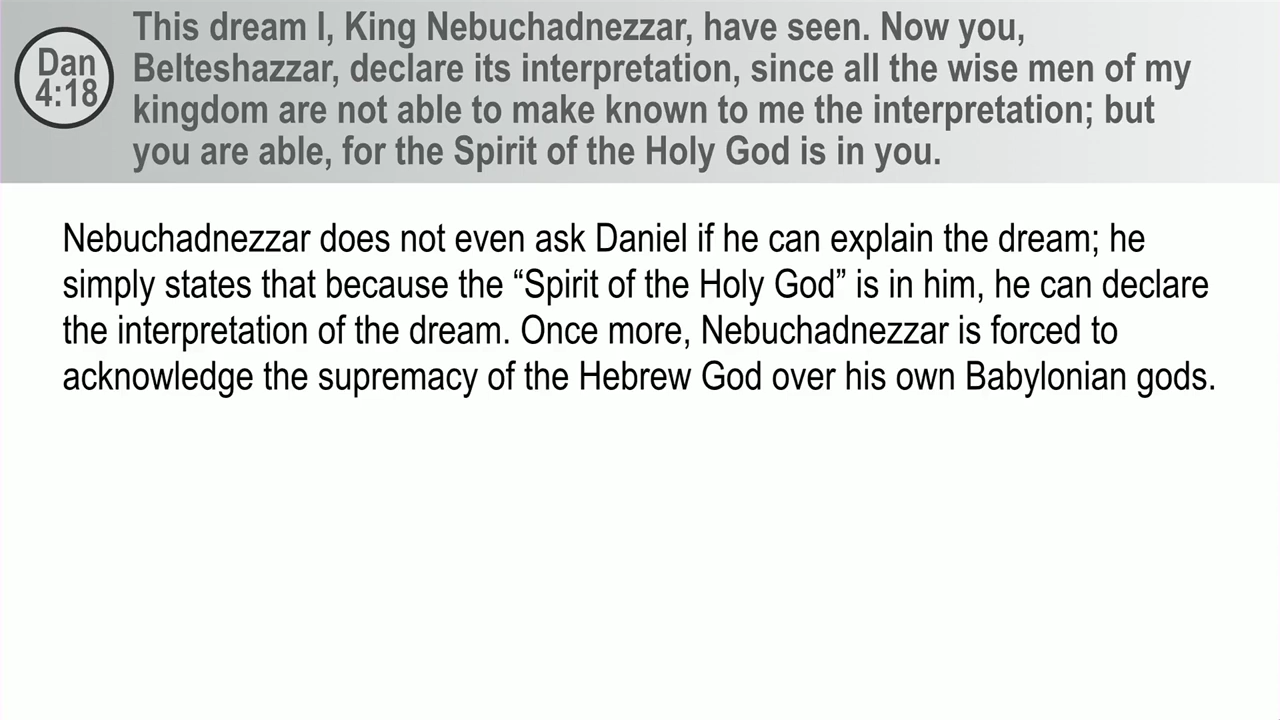 Dan
4:18
This dream I, King Nebuchadnezzar, have seen. Now you,
Belteshazzar, declare its interpretation, since all the wise men of my
kingdom are not able to make known to me the interpretation; but
you are able, for the Spirit of the Holy God is in you.
Nebuchadnezzar does not even ask Daniel if he can explain the dream; he
simply states that because the “Spirit of the Holy God” is in him, he can declare
the interpretation of the dream. Once more, Nebuchadnezzar is forced to
acknowledge the supremacy of the Hebrew God over his own Babylonian gods.